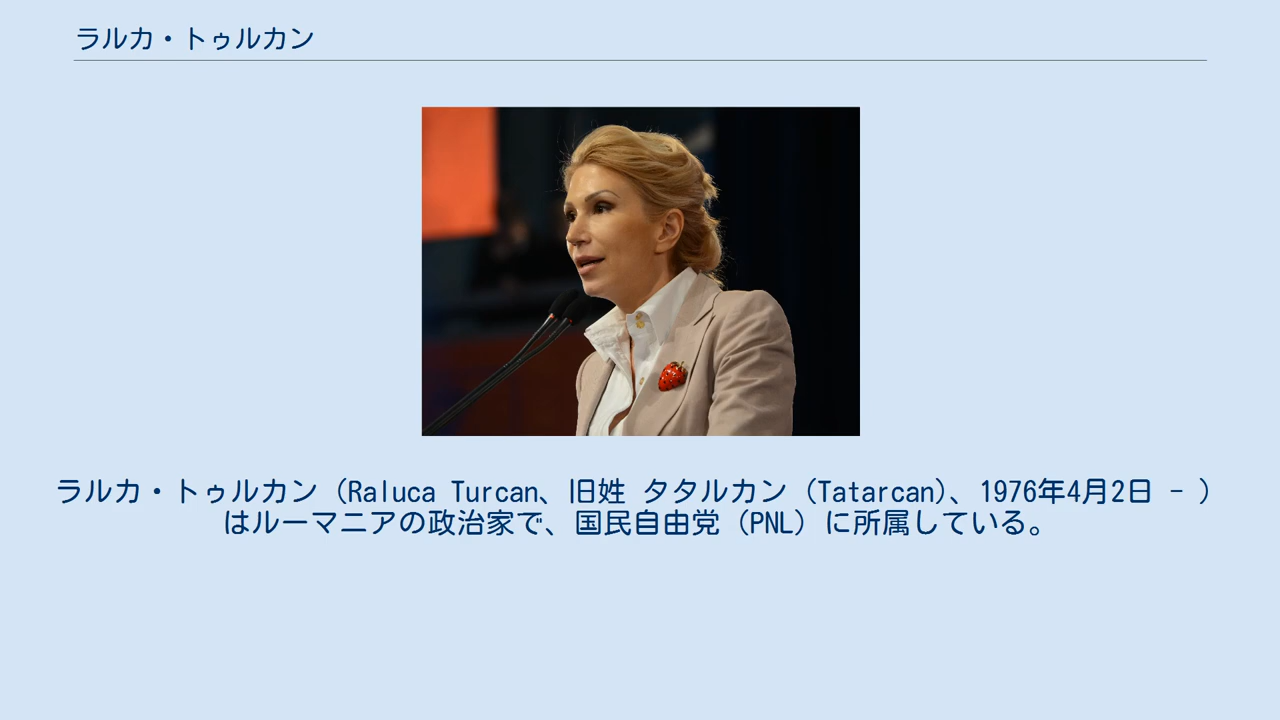 ラルカ・トゥルカン
ラルカ・トゥルカン（Raluca Turcan、旧姓 タタルカン（Tatarcan）、1976年4月2日 - ）
はルーマニアの政治家で、国民自由党（PNL）に所属している。